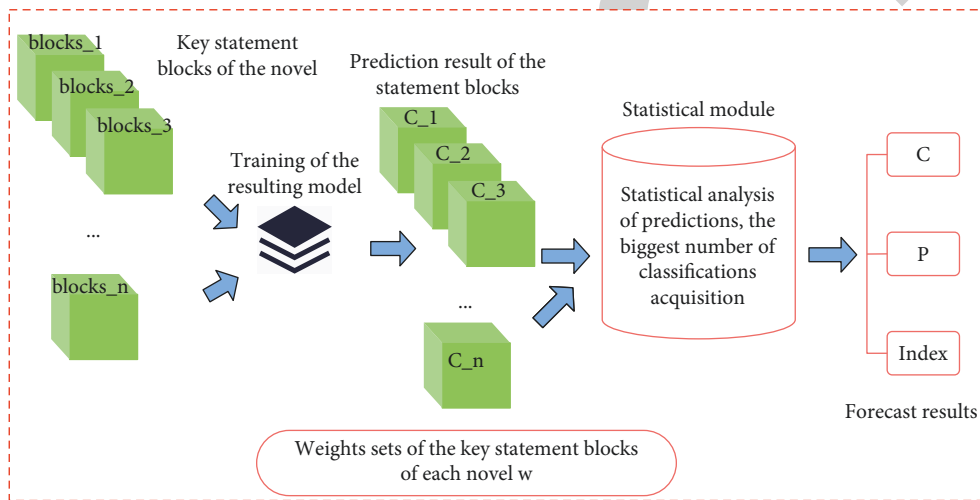 blocks_1
blocks_2
blocks_3
...
blocks_n
Key statement
blocks of the novel
Training of the
resulting model
Prediction result of the
statement blocks
C_1
C_2
C_3
...
C_n
Statistical module
Statistical analysis
of predictions, the
biggest number of
classifications
acquisition
C
P
Index
Forecast results
Weights sets of the key statement blocks
of each novel w